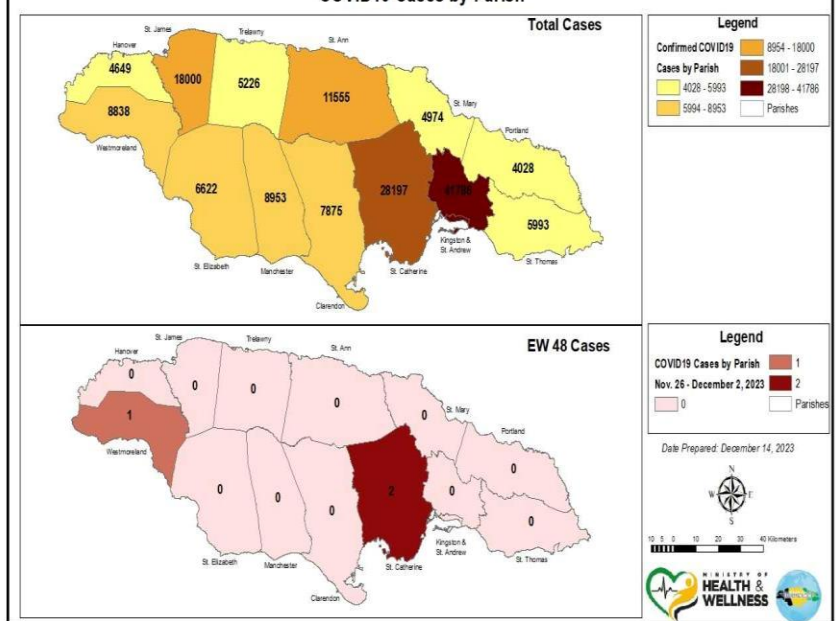 Total Cases
St. James
Trelawny
St. Ann
Hanover
4649
18000
5226
11555
8838
4974
St. Mary
Portland
Westmoreland
4028
6622
8953
7875
28197
5993
Kingston &
St. Andrew
St. Elizabeth
Manchester
St. Catherine
St. Thomas
Clarendon
Legend
Confirmed COVID19
Cases by Parish
4028 - 5993
5994 - 8953
8954 - 18000
18001 - 28197
28198 - 41786
Parishes
EW 48 Cases
St. James
Trelawny
St. Ann
Hanover
0
0
0
0
0
1
St. Mary
Portland
Westmoreland
0
0
0
0
2
0
0
Kingston &
St. Andrew
St. Elizabeth
Manchester
St. Catherine
St. Thomas
Clarendon
Legend
COVID19 Cases by Parish
Nov. 26 - December 2, 2023
0
1
2
Parishes
Date Prepared: December 14, 2023
N
W
E
S
10 5 0 10 20 30 40 Kilometers
MINISTRY OF
HEALTH &
WELLNESS